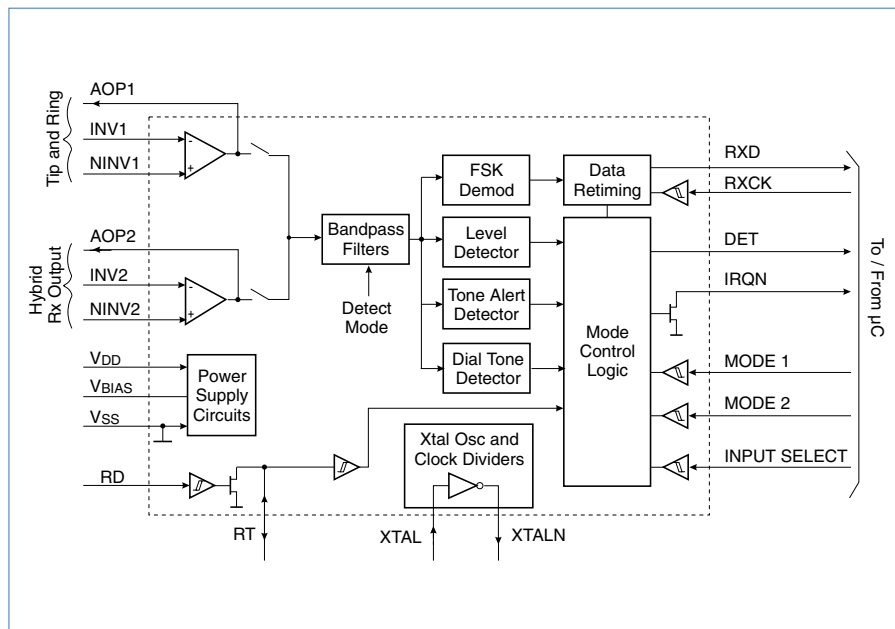 AOP1
INV1
NINV1
Tip and Ring
AOP2
INV2
NINV2
Hybrid
Rx Output
VDD
VBIAS
VSS
RD
Power
Supply
Circuits
Bandpass
Filters
Detect
Mode
FSK
Demod
Level
Detector
Tone Alert
Detector
Dial Tone
Detector
Data
Retiming
Mode
Control
Logic
Xtal Osc and
Clock Dividers
RT
XTAL
XTALN
RXD
RXCK
DET
IRQN
MODE 1
MODE 2
INPUT SELECT
To / From µC
-
+
-
+